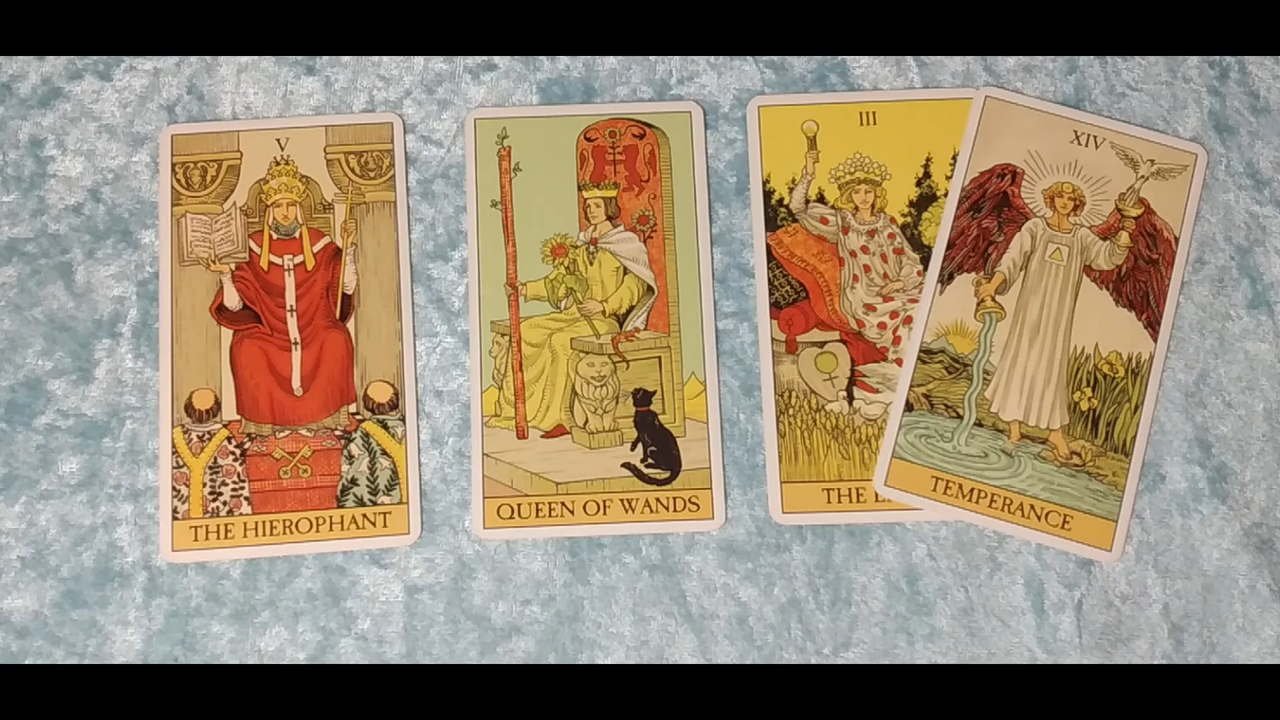 V
THE HIEROPHANT
QUEEN OF WANDS
III
THE
XIV
TEMPERANCE